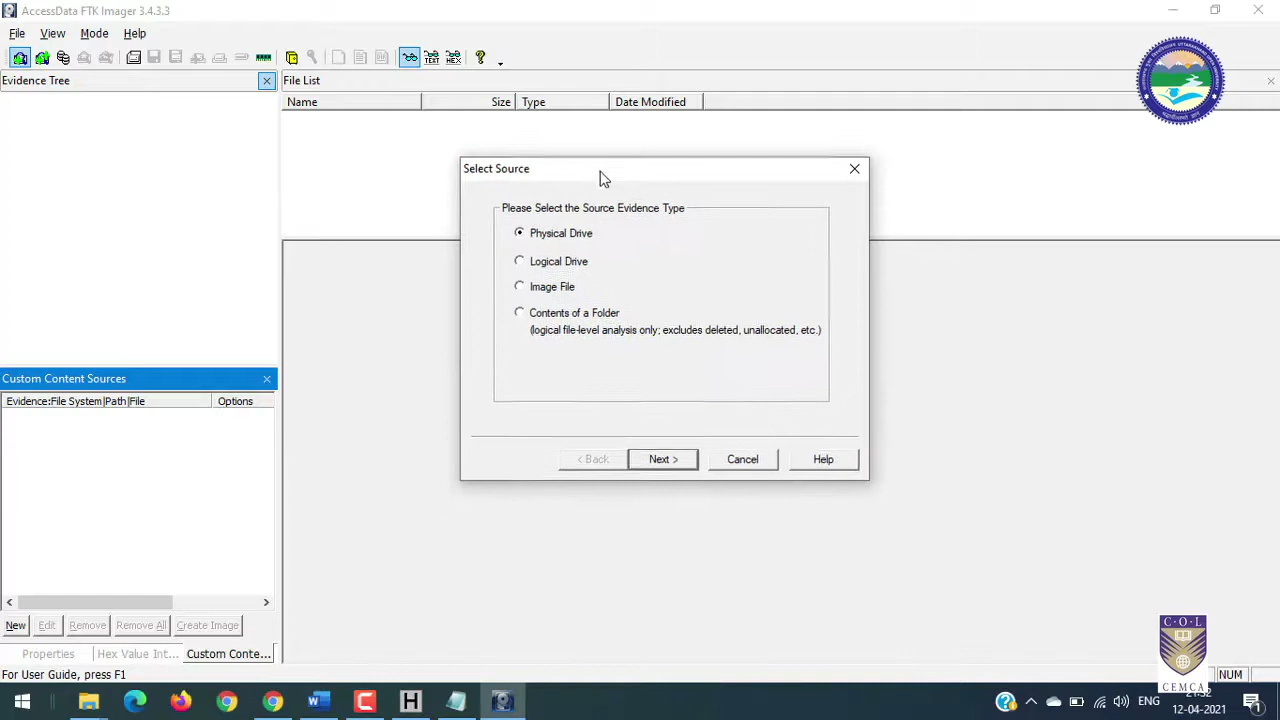 AccessData FTK Imager 3.4.3.3
File View Mode Help
Evidence Tree
File List
Name Size Type Date Modified
Select Source
Please Select the Source Evidence Type
Physical Drive
Logical Drive
Image File
Contents of a Folder
(logical file-level analysis only; excludes deleted, unallocated, etc.)
< Back Next > Cancel Help
Custom Content Sources
Evidence:File System|Path|File Options
New Edit Remove Remove All Create Image
Properties Hex Value Int... Custom Conte...
For User Guide, press F1
NUM
C·O·L
CEMCA
ENG
12-04-2021